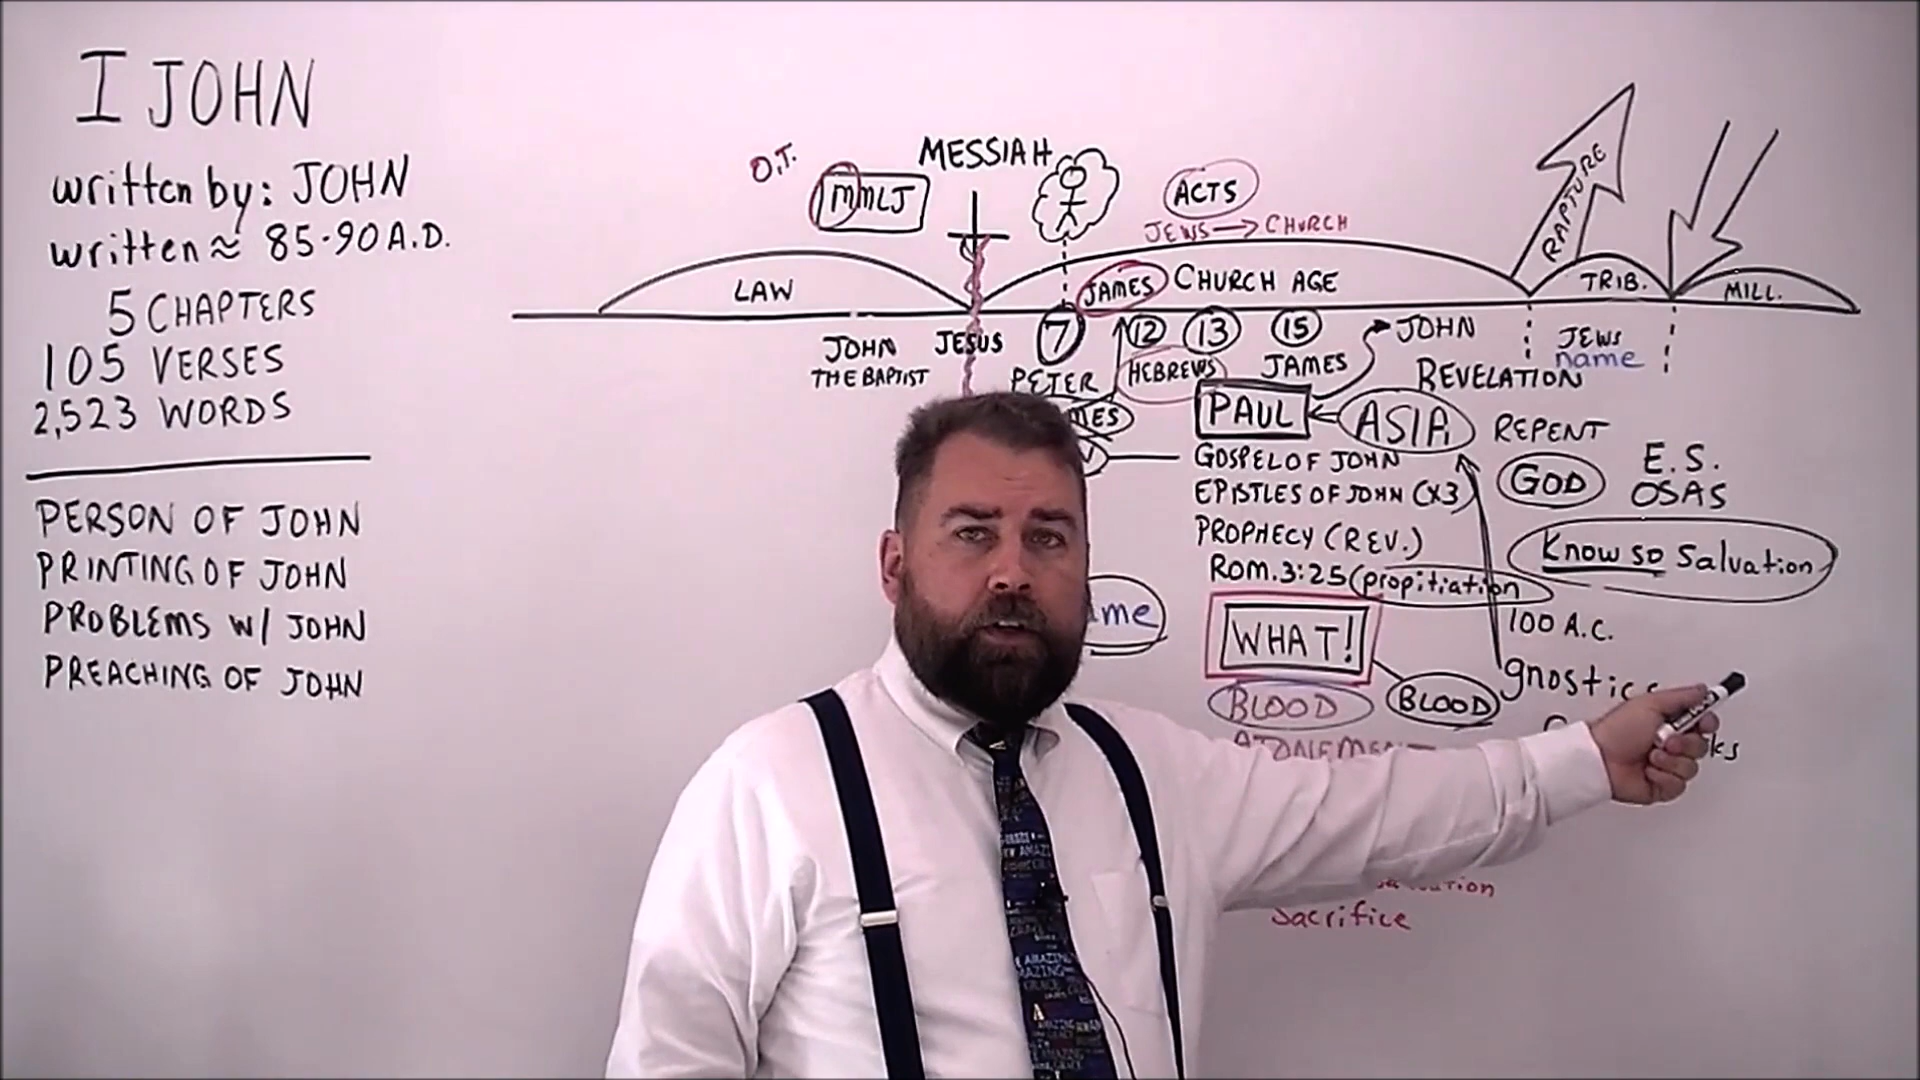 I JOHN
written by: JOHN
written ≈ 85-90 A.D.
5 CHAPTERS
105 VERSES
2,523 WORDS
PERSON OF JOHN
PRINTING OF JOHN
PROBLEMS W/ JOHN
PREACHING OF JOHN
O.T.
MMLJ
MESSIAH
ACTS
JEWS → CHURCH
RAPTURE
LAW
JAMES
CHURCH AGE
TRIB.
MILL.
JOHN
THE BAPTIST
JESUS
7
12
13
15
PETER
HEBREWS
JAMES
JOHN
REVELATION
JEWS
name
PAUL
ASIA
REPENT
GOSPEL OF JOHN
EPISTLES OF JOHN (X3)
PROPHECY (REV.)
Rom. 3:25 (propitiation
GOD
E.S.
OSAS
Know so Salvation
100 A.C.
WHAT!
BLOOD
BLOOD
gnostics
ATONEMENT
Sacrifice
AMAZING